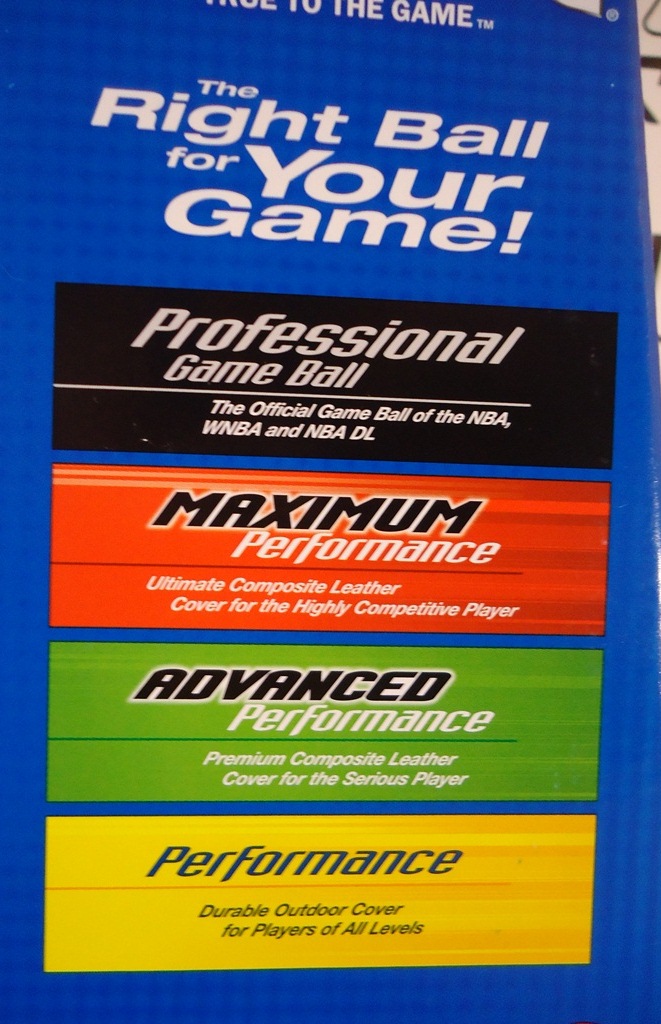 TRUE TO THE GAME™
®
The
Right Ball
for Your
Game!
Professional
Game Ball
The Official Game Ball of the NBA,
WNBA and NBA DL
MAXIMUM
Performance
Ultimate Composite Leather
Cover for the Highly Competitive Player
ADVANCED
Performance
Premium Composite Leather
Cover for the Serious Player
Performance
Durable Outdoor Cover
for Players of All Levels